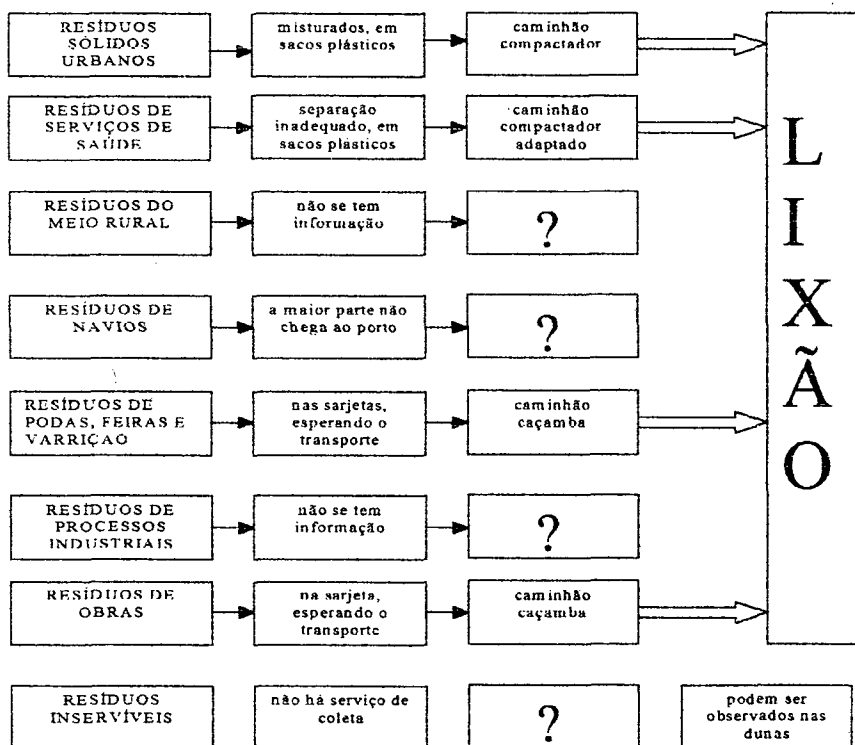 RESÍDUOS
SÓLIDOS
URBANOS
misturados, em
sacos plásticos
caminhão
compactador
RESÍDUOS DE
SERVIÇOS DE
SAÚDE
separação
inadequado, em
sacos plásticos
caminhão
compactador
adaptado
RESÍDUOS DO
MEIO RURAL
não se tem
informação
?
RESÍDUOS DE
NAVIOS
a maior parte não
chega ao porto
?
RESÍDUOS DE
PODAS, FEIRAS E
VARRIÇAO
nas sarjetas,
esperando o
transporte
caminhão
caçamba
RESÍDUOS DE
PROCESSOS
INDUSTRIAIS
não se tem
informação
?
RESÍDUOS DE
OBRAS
na sarjeta,
esperando o
transporte
caminhão
caçamba
LIXÃO
RESÍDUOS
INSERVÍVEIS
não há serviço de
coleta
?
podem ser
observados nas
dunas